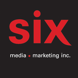 six
media + marketing inc.